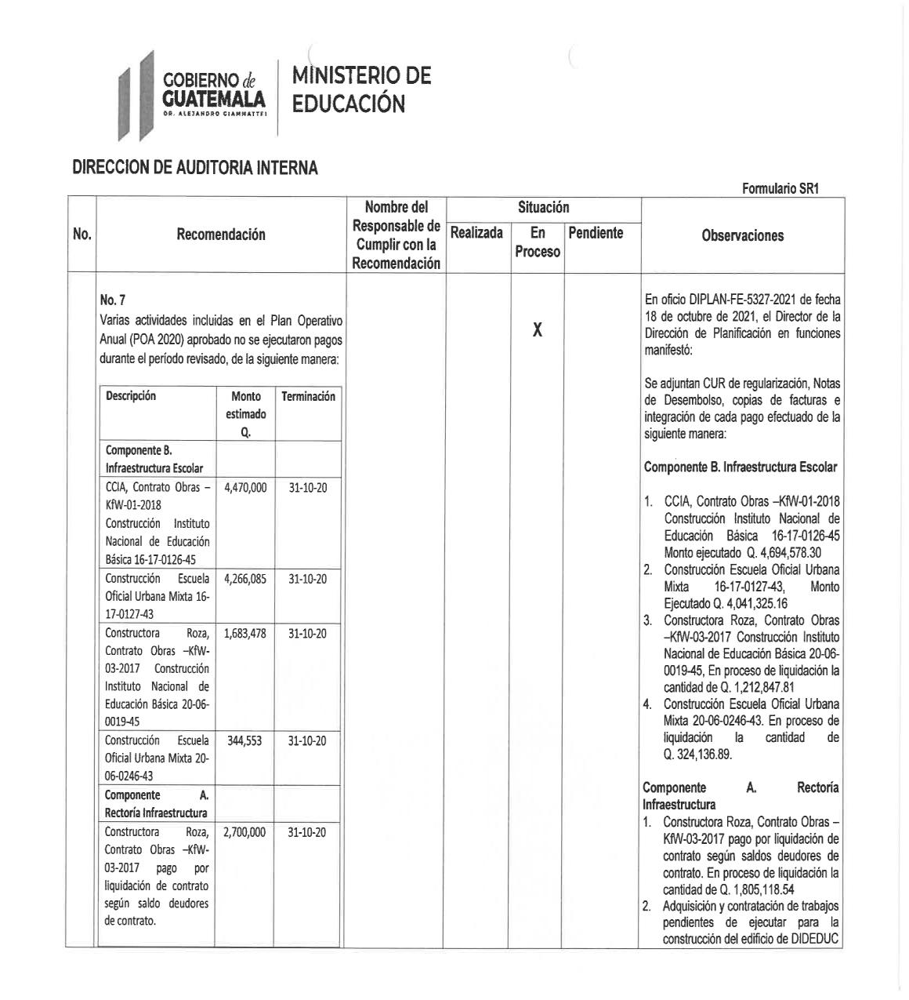 GOBIERNO de
GUATEMALA
DR. ALEJANDRO GIAMMATTEI
MINISTERIO DE
EDUCACIÓN
DIRECCION DE AUDITORIA INTERNA
Formulario SR1
No.
Recomendación
Nombre del
Responsable de
Cumplir con la
Recomendación
Situación
Realizada
En
Proceso
Pendiente
Observaciones
No. 7
Varias actividades incluidas en el Plan Operativo
Anual (POA 2020) aprobado no se ejecutaron pagos
durante el período revisado, de la siguiente manera:
Descripción
Monto
estimado
Q.
Terminación
Componente B.
Infraestructura Escolar
CCIA, Contrato Obras –
KfW-01-2018
Construcción Instituto
Nacional de Educación
Básica 16-17-0126-45
4,470,000
31-10-20
Construcción Escuela
Oficial Urbana Mixta 16-
17-0127-43
4,266,085
31-10-20
Constructora Roza,
Contrato Obras –KfW-
03-2017 Construcción
Instituto Nacional de
Educación Básica 20-06-
0019-45
1,683,478
31-10-20
Construcción Escuela
Oficial Urbana Mixta 20-
06-0246-43
344,553
31-10-20
Componente A.
Rectoría Infraestructura
Constructora Roza,
Contrato Obras –KfW-
03-2017 pago por
liquidación de contrato
según saldo deudores
de contrato.
2,700,000
31-10-20
X
En oficio DIPLAN-FE-5327-2021 de fecha
18 de octubre de 2021, el Director de la
Dirección de Planificación en funciones
manifestó:
Se adjuntan CUR de regularización, Notas
de Desembolso, copias de facturas e
integración de cada pago efectuado de la
siguiente manera:
Componente B. Infraestructura Escolar
1. CCIA, Contrato Obras –KfW-01-2018
Construcción Instituto Nacional de
Educación Básica 16-17-0126-45
Monto ejecutado Q. 4,694,578.30
2. Construcción Escuela Oficial Urbana
Mixta 16-17-0127-43, Monto
Ejecutado Q. 4,041,325.16
3. Constructora Roza, Contrato Obras
–KfW-03-2017 Construcción Instituto
Nacional de Educación Básica 20-06-
0019-45, En proceso de liquidación la
cantidad de Q. 1,212,847.81
4. Construcción Escuela Oficial Urbana
Mixta 20-06-0246-43. En proceso de
liquidación la cantidad de
Q. 324,136.89.
Componente A. Rectoría
Infraestructura
1. Constructora Roza, Contrato Obras –
KfW-03-2017 pago por liquidación de
contrato según saldos deudores de
contrato. En proceso de liquidación la
cantidad de Q. 1,805,118.54
2. Adquisición y contratación de trabajos
pendientes de ejecutar para la
construcción del edificio de DIDEDUC